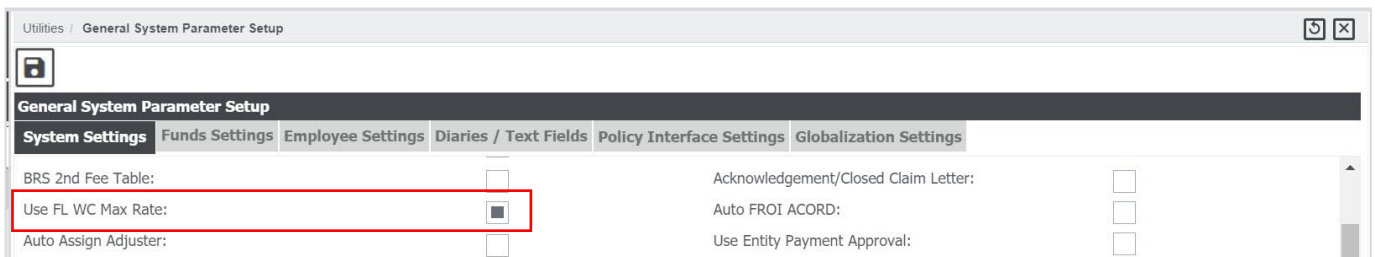 Utilities / General System Parameter Setup
General System Parameter Setup
System Settings Funds Settings Employee Settings Diaries / Text Fields Policy Interface Settings Globalization Settings
BRS 2nd Fee Table: Acknowledgement/Closed Claim Letter:
Use FL WC Max Rate: Auto FROI ACORD:
Auto Assign Adjuster: Use Entity Payment Approval: